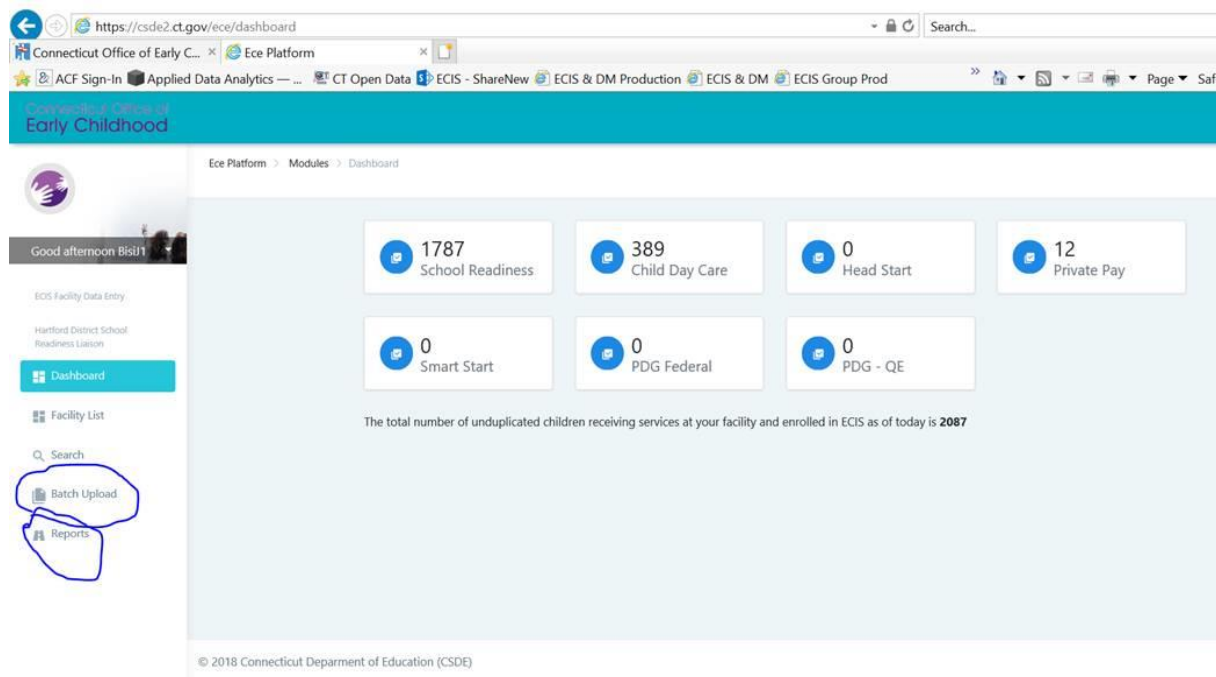 https://csde2.ct.gov/ece/dashboard
Search...
Connecticut Office of Early C...
Ece Platform
ACF Sign-In
Applied Data Analytics — ...
CT Open Data
ECIS - ShareNew
ECIS & DM Production
ECIS & DM
ECIS Group Prod
»
Page
Saf
Connecticut Office of
Early Childhood
Ece Platform > Modules > Dashboard
Good afternoon BisiJ1
ECIS Facility Data Entry
Hartford District School
Readiness Liaison
Dashboard
Facility List
Search
Batch Upload
Reports
1787
School Readiness
389
Child Day Care
0
Head Start
12
Private Pay
0
Smart Start
0
PDG Federal
0
PDG - QE
The total number of unduplicated children receiving services at your facility and enrolled in ECIS as of today is 2087
© 2018 Connecticut Deparment of Education (CSDE)